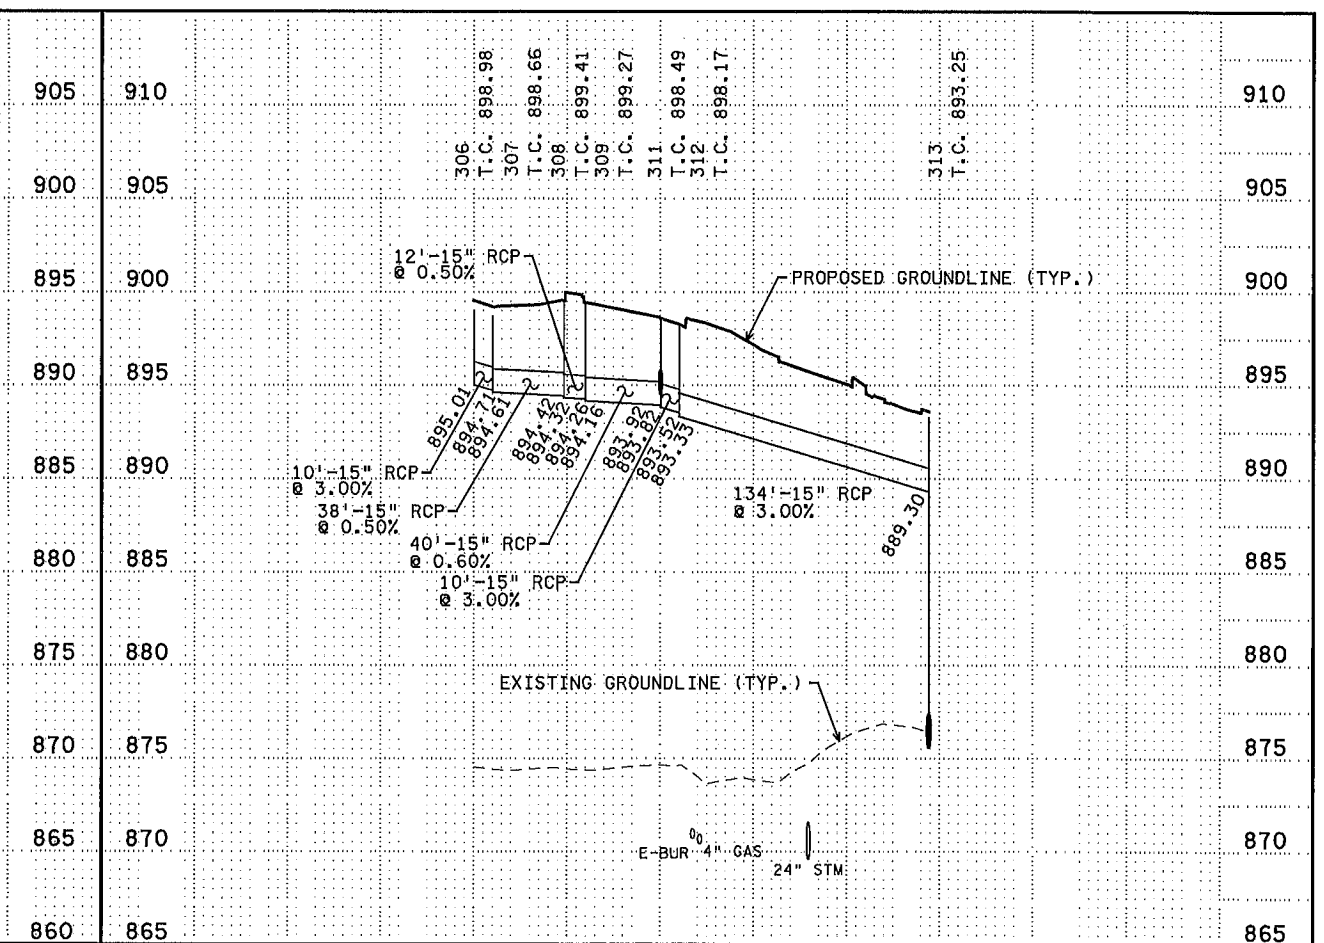 306
T.C. 898.98
307
T.C. 898.66
308
T.C. 899.41
309
T.C. 899.27
311
T.C. 898.49
312
T.C. 898.17
313
T.C. 893.25
905 910 910
900 905 905
895 900 900
890 895 895
885 890 890
880 885 885
875 880 880
870 875 875
865 870 870
860 865 865
12'-15" RCP
@ 0.50%
PROPOSED GROUNDLINE (TYP.)
895.01
894.71
894.61
894.42
894.32
894.26
894.16
893.92
893.82
893.52
893.33
889.30
10'-15" RCP
@ 3.00%
38'-15" RCP
@ 0.50%
40'-15" RCP
@ 0.60%
10'-15" RCP
@ 3.00%
134'-15" RCP
@ 3.00%
EXISTING GROUNDLINE (TYP.)
E-BUR 4" GAS
24" STM